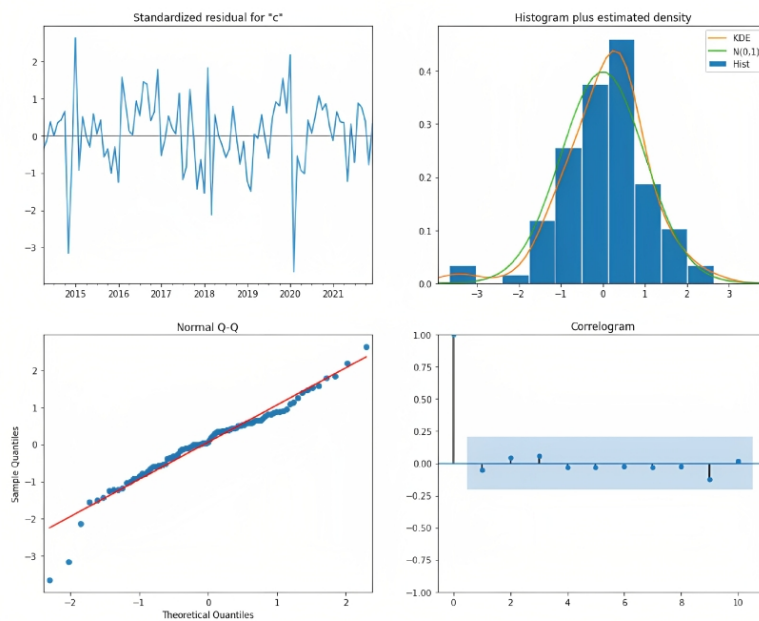 Standardized residual for "c"
2
1
0
−1
−2
−3
2015 2016 2017 2018 2019 2020 2021
Histogram plus estimated density
KDE
N(0,1)
Hist
0.4
0.3
0.2
0.1
0.0
−3 −2 −1 0 1 2 3
Normal Q-Q
Sample Quantiles
2
1
0
−1
−2
−3
−2 −1 0 1 2
Theoretical Quantiles
Correlogram
1.00
0.75
0.50
0.25
0.00
−0.25
−0.50
−0.75
−1.00
0 2 4 6 8 10